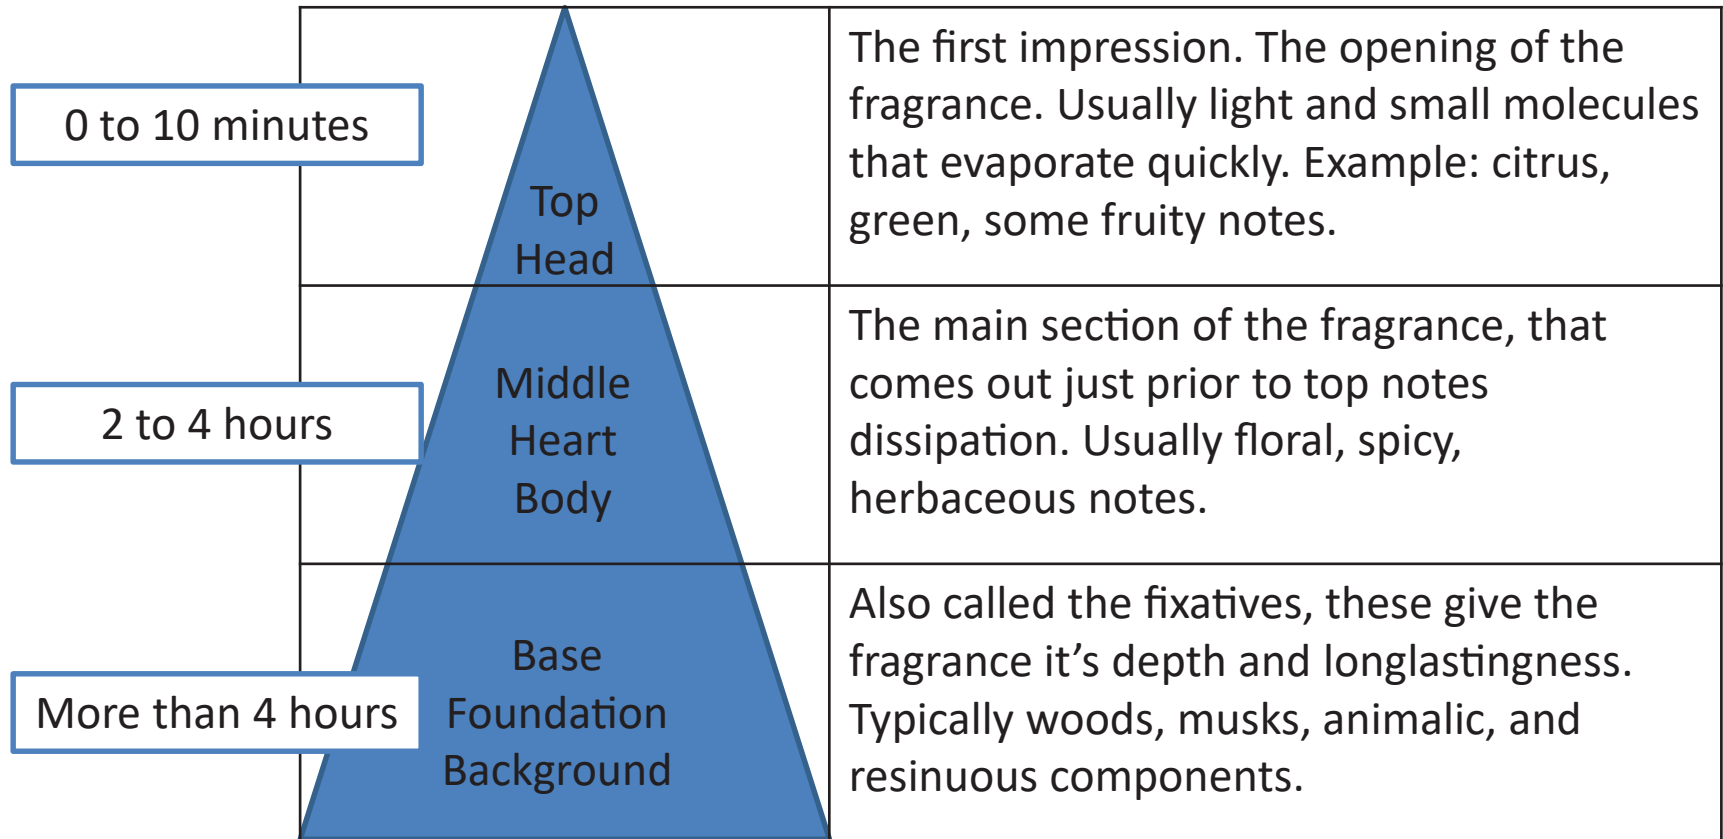 0 to 10 minutes
Top
Head
The first impression. The opening of the
fragrance. Usually light and small molecules
that evaporate quickly. Example: citrus,
green, some fruity notes.
2 to 4 hours
Middle
Heart
Body
The main section of the fragrance, that
comes out just prior to top notes
dissipation. Usually floral, spicy,
herbaceous notes.
More than 4 hours
Base
Foundation
Background
Also called the fixatives, these give the
fragrance it’s depth and longlastingness.
Typically woods, musks, animalic, and
resinuous components.